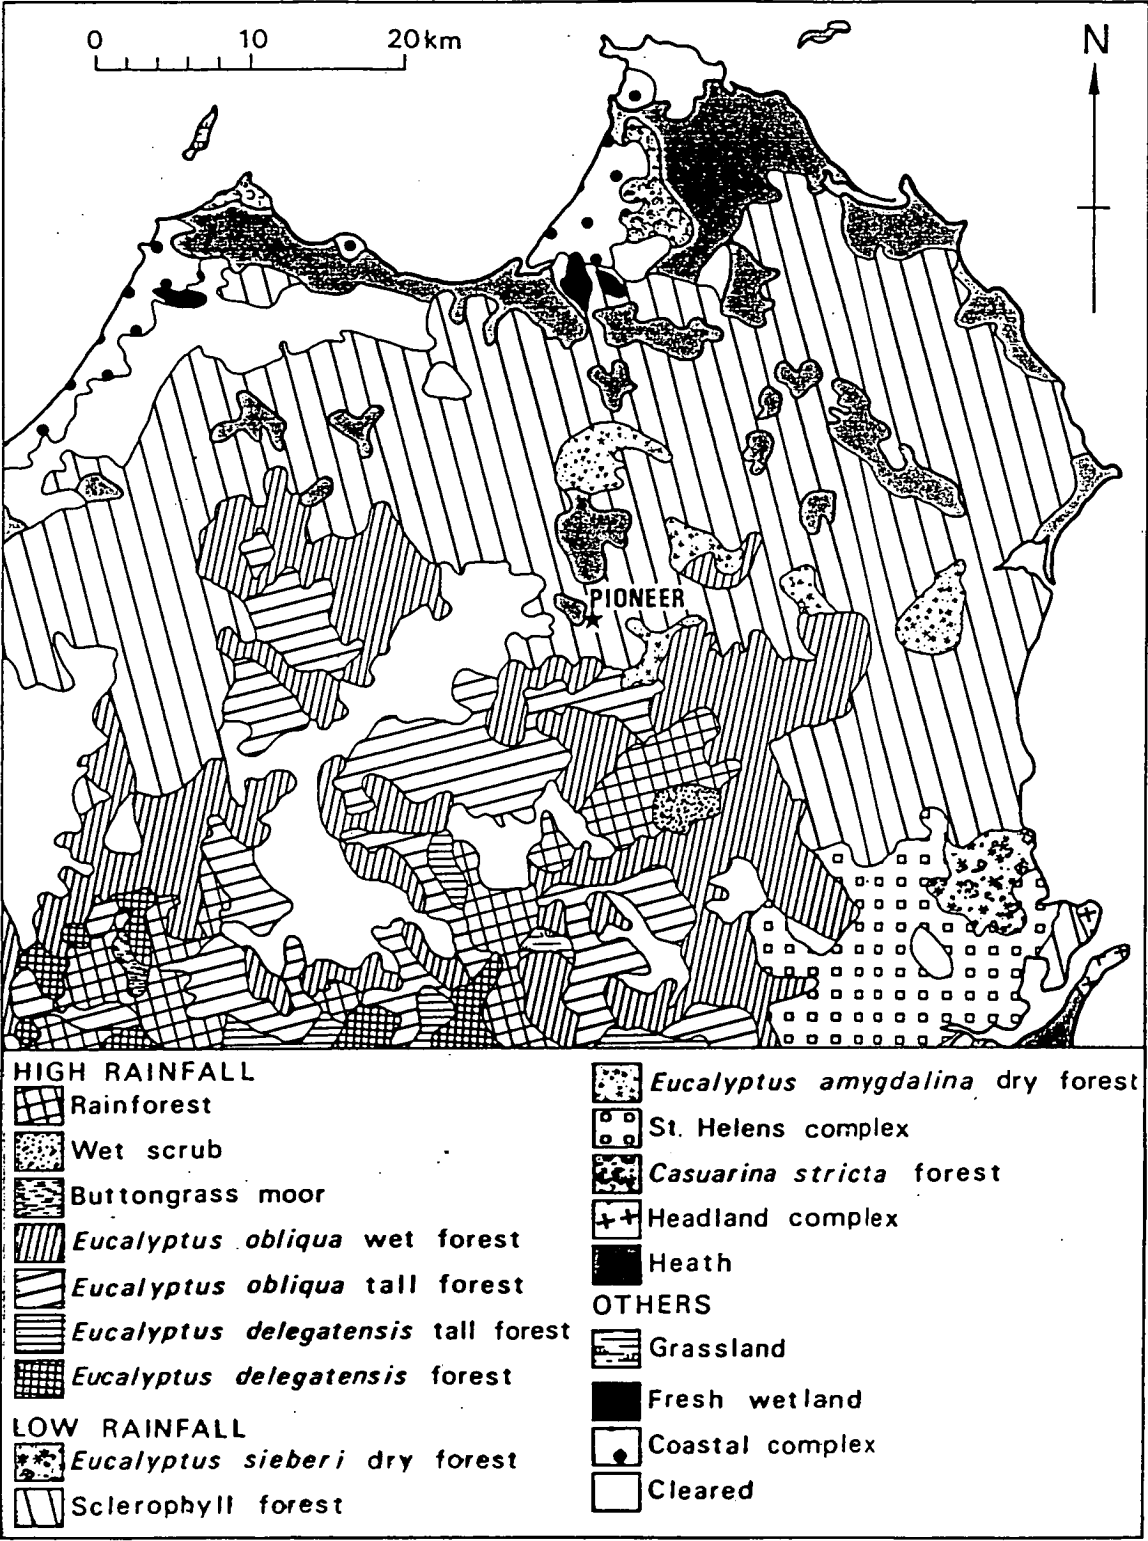 0 10 20km
N
PIONEER
HIGH RAINFALL
Rainforest
Wet scrub
Buttongrass moor
Eucalyptus obliqua wet forest
Eucalyptus obliqua tall forest
Eucalyptus delegatensis tall forest
Eucalyptus delegatensis forest
LOW RAINFALL
Eucalyptus sieberi dry forest
Sclerophyll forest
Eucalyptus amygdalina dry forest
St. Helens complex
Casuarina stricta forest
Headland complex
Heath
OTHERS
Grassland
Fresh wetland
Coastal complex
Cleared